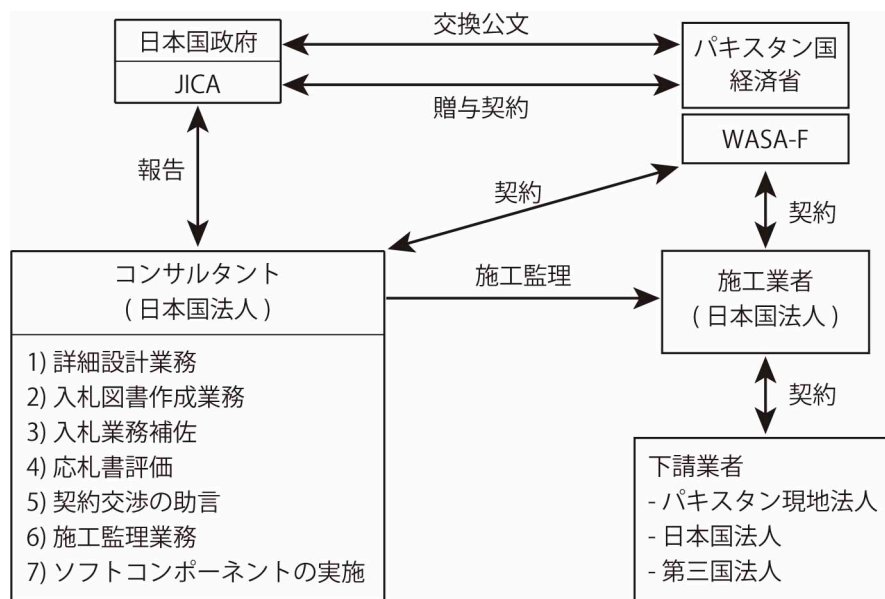 日本国政府
JICA
交換公文
贈与契約
パキスタン国
経済省
WASA-F
報告
契約
契約
コンサルタント
( 日本国法人 )
施工監理
施工業者
( 日本国法人 )
1) 詳細設計業務
2) 入札図書作成業務
3) 入札業務補佐
4) 応札書評価
5) 契約交渉の助言
6) 施工監理業務
7) ソフトコンポーネントの実施
契約
下請業者
- パキスタン現地法人
- 日本国法人
- 第三国法人